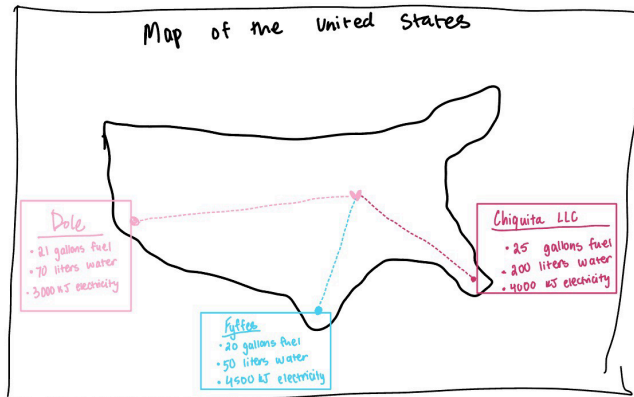 Map of the United States
Dole
• 21 gallons fuel
• 70 liters water
• 3000 KJ electricity
Fyffes
• 20 gallons fuel
• 50 liters water
• 4500 KJ electricity
Chiquita LLC
• 25 gallons fuel
• 200 liters water
• 4000 KJ electricity